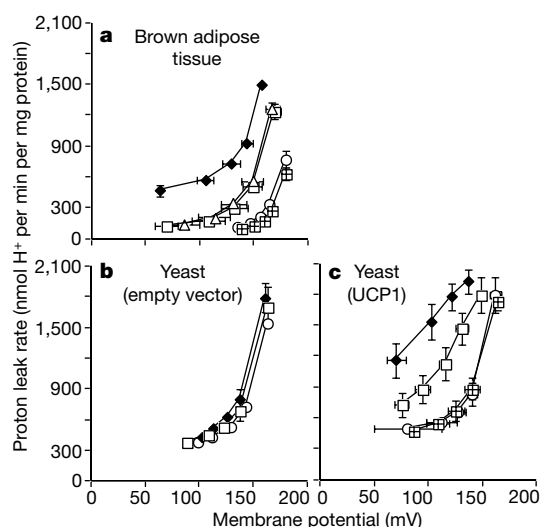 2,100
a Brown adipose
tissue
1,500
900
300
0
Proton leak rate (nmol H⁺ per min per mg protein)
2,100
b Yeast
(empty vector)
c Yeast
(UCP1)
1,500
900
300
0
0 50 100 150 200 0 50 100 150 200
Membrane potential (mV)